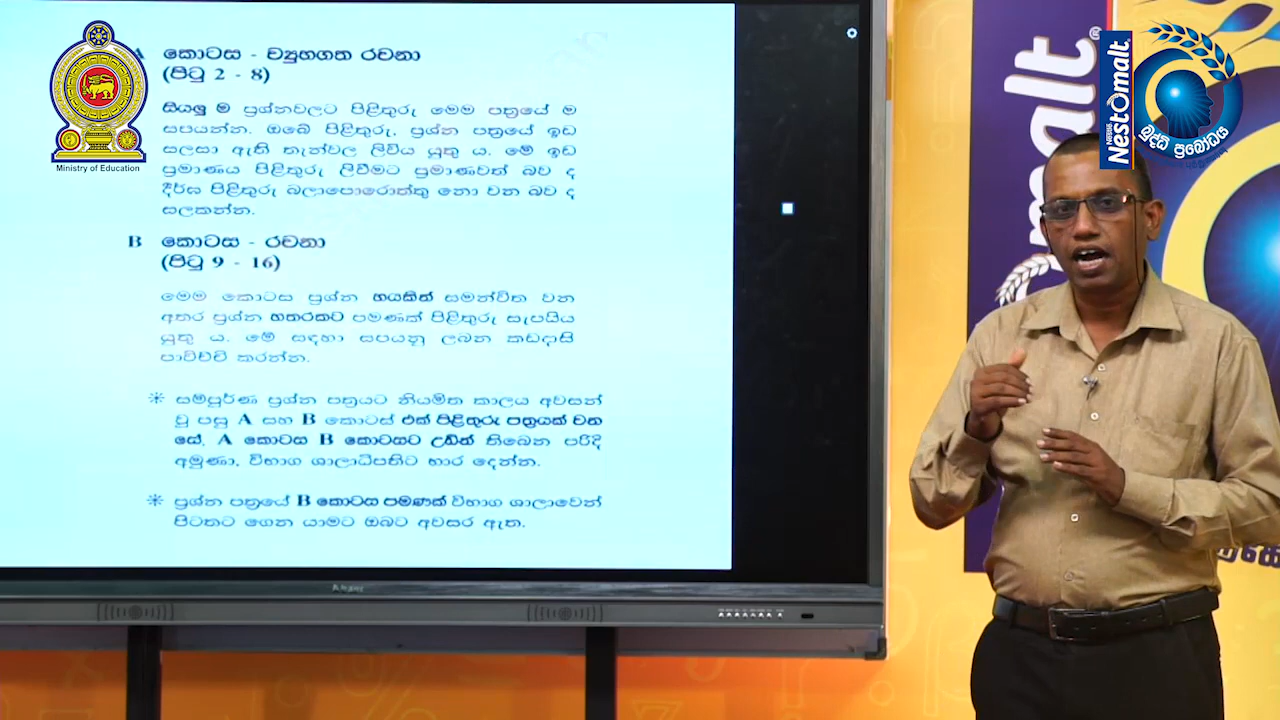 A කොටස - ව්‍යුහගත රචනා
(පිටු 2 - 8)
සියලු ම ප්‍රශ්නවලට පිළිතුරු මෙම පත්‍රයේ ම
සපයන්න. ඔබේ පිළිතුරු, ප්‍රශ්න පත්‍රයේ ඉඩ
සලසා ඇති තැන්වල ලිවිය යුතු ය. මේ ඉඩ
ප්‍රමාණය පිළිතුරු ලිවීමට ප්‍රමාණවත් බව ද
දීර්ඝ පිළිතුරු බලාපොරොත්තු නො වන බව ද
සලකන්න.
B කොටස - රචනා
(පිටු 9 - 16)
මෙම කොටස ප්‍රශ්න හයකින් සමන්විත වන
අතර ප්‍රශ්න හතරකට පමණක් පිළිතුරු සැපයිය
යුතු ය. මේ සඳහා සපයනු ලබන කඩදාසි
පාවිච්චි කරන්න.
* සම්පූර්ණ ප්‍රශ්න පත්‍රයට නියමිත කාලය අවසන්
වූ පසු A සහ B කොටස් එක් පිළිතුරු පත්‍රයක් වන
සේ, A කොටස B කොටසට උඩින් තිබෙන පරිදි
අමුණා, විභාග ශාලාධිපතිට භාර දෙන්න.
* ප්‍රශ්න පත්‍රයේ B කොටස පමණක් විභාග ශාලාවෙන්
පිටතට ගෙන යාමට ඔබට අවසර ඇත.
Ministry of Education
Nestlé
Nestomalt
බුද්ධි ප්‍රබෝධය
malt®